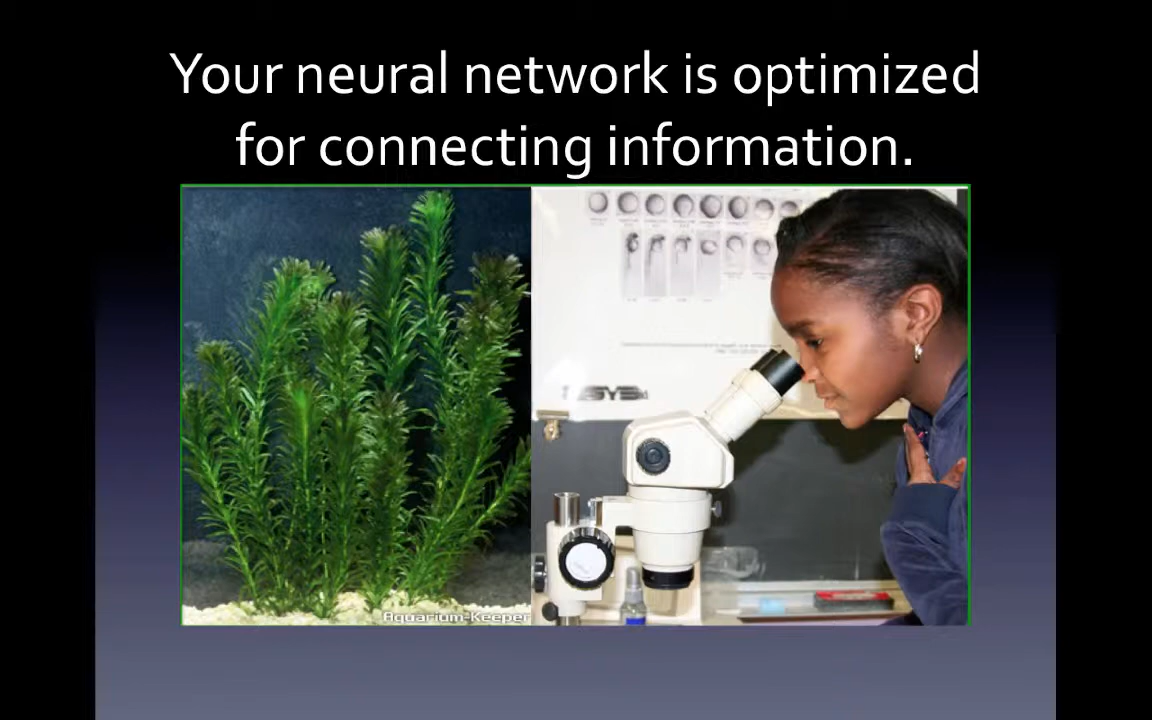 Your neural network is optimized
for connecting information.
Aquarium-Keeper